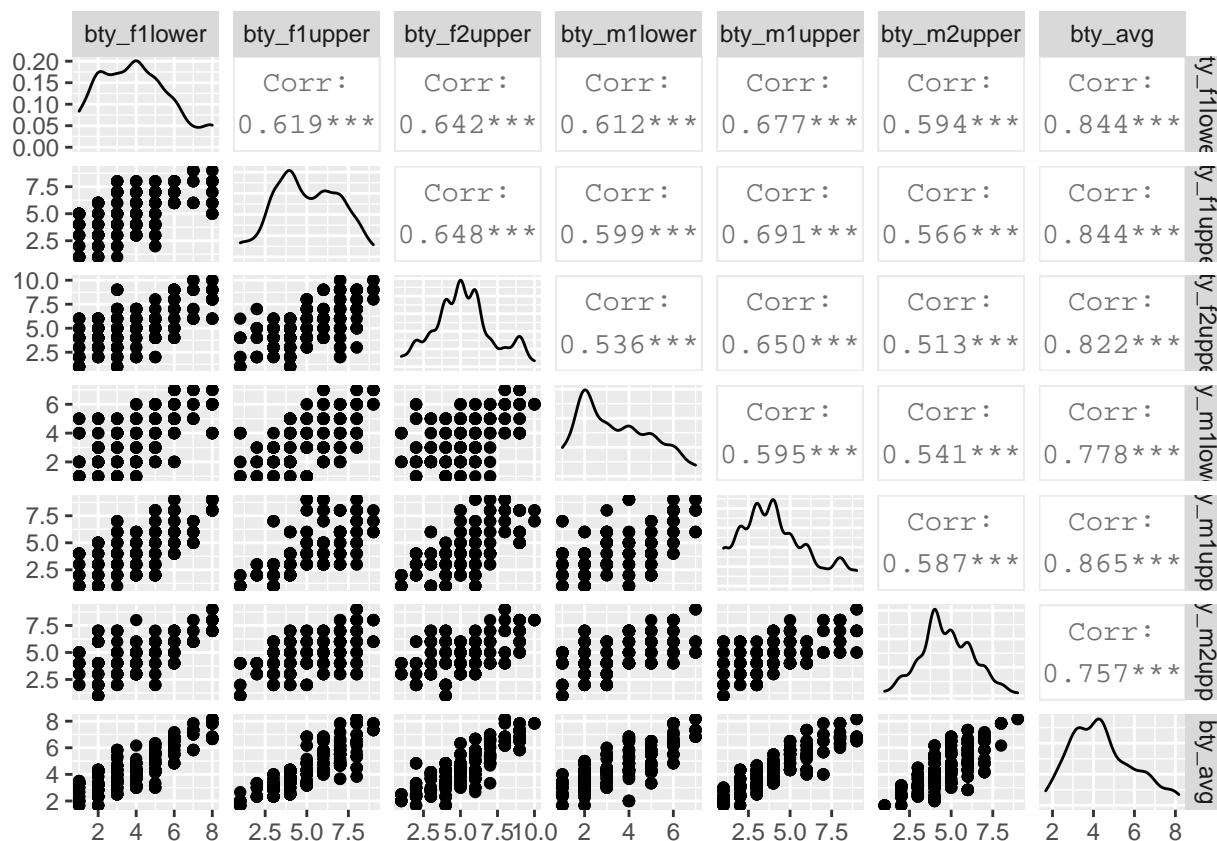 bty_f1lower bty_f1upper bty_f2upper bty_m1lower bty_m1upper bty_m2upper bty_avg
0.20
0.15
0.10
0.05
0.00
Corr: Corr: Corr: Corr: Corr: Corr:
0.619*** 0.642*** 0.612*** 0.677*** 0.594*** 0.844***
ty_f1lowe
7.5
5.0
2.5
Corr: Corr: Corr: Corr: Corr:
0.648*** 0.599*** 0.691*** 0.566*** 0.844***
ty_f1uppe
10.0
7.5
5.0
2.5
Corr: Corr: Corr: Corr:
0.536*** 0.650*** 0.513*** 0.822***
ty_f2uppe
6
4
2
Corr: Corr: Corr:
0.595*** 0.541*** 0.778***
y_m1low
7.5
5.0
2.5
Corr: Corr:
0.587*** 0.865***
y_m1upp
7.5
5.0
2.5
Corr:
0.757***
y_m2upp
8
6
4
2
bty_avg
2 4 6 8 2.5 5.0 7.5 2.5 5.0 7.5 10.0 2 4 6 2.5 5.0 7.5 2.5 5.0 7.5 2 4 6 8